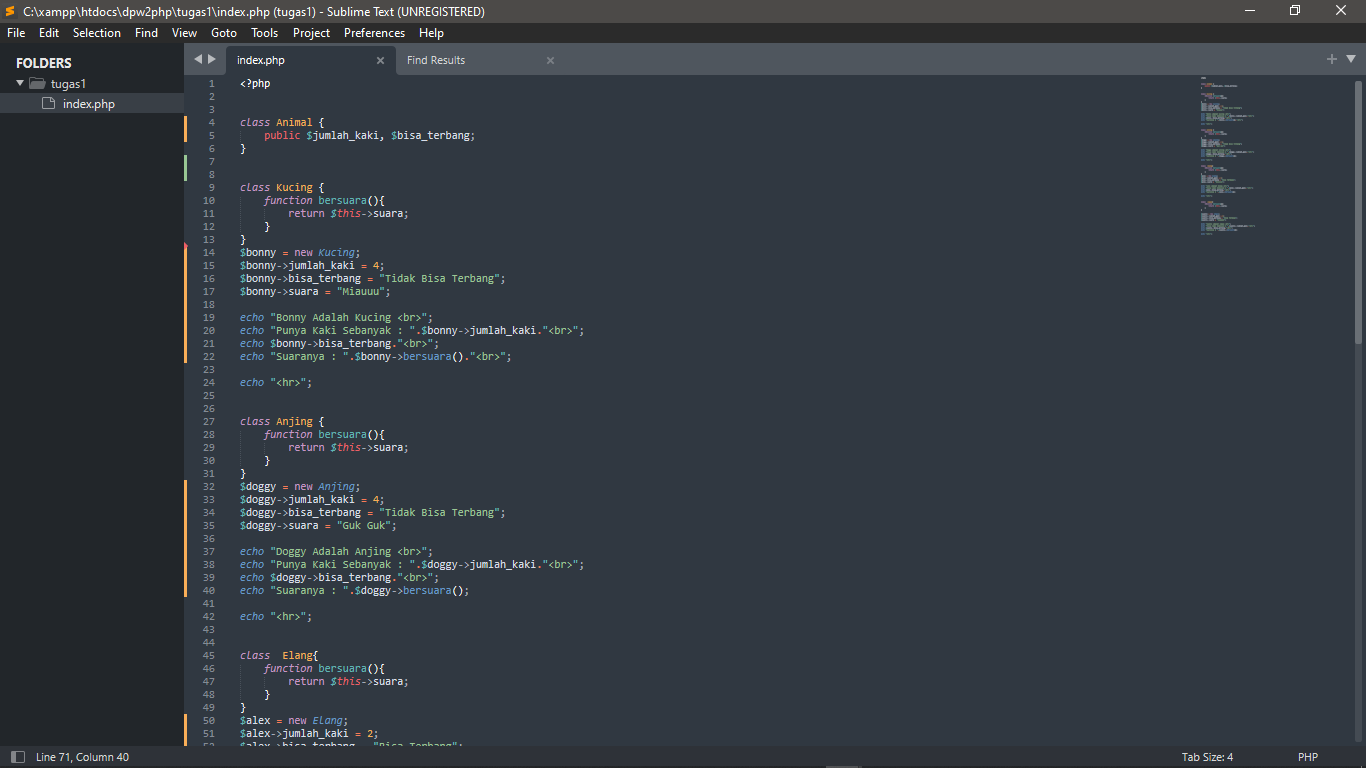 C:\xampp\htdocs\dpw2php\tugas1\index.php (tugas1) - Sublime Text (UNREGISTERED)
File Edit Selection Find View Goto Tools Project Preferences Help
FOLDERS
tugas1
index.php
index.php Find Results
1 <?php
2
3
4 class Animal {
5     public $jumlah_kaki, $bisa_terbang;
6 }
7
8
9 class Kucing {
10     function bersuara(){
11         return $this->suara;
12     }
13 }
14 $bonny = new Kucing;
15 $bonny->jumlah_kaki = 4;
16 $bonny->bisa_terbang = "Tidak Bisa Terbang";
17 $bonny->suara = "Miauuu";
18
19 echo "Bonny Adalah Kucing <br>";
20 echo "Punya Kaki Sebanyak : ".$bonny->jumlah_kaki."<br>";
21 echo $bonny->bisa_terbang."<br>";
22 echo "Suaranya : ".$bonny->bersuara()."<br>";
23
24 echo "<hr>";
25
26
27 class Anjing {
28     function bersuara(){
29         return $this->suara;
30     }
31 }
32 $doggy = new Anjing;
33 $doggy->jumlah_kaki = 4;
34 $doggy->bisa_terbang = "Tidak Bisa Terbang";
35 $doggy->suara = "Guk Guk";
36
37 echo "Doggy Adalah Anjing <br>";
38 echo "Punya Kaki Sebanyak : ".$doggy->jumlah_kaki."<br>";
39 echo $doggy->bisa_terbang."<br>";
40 echo "Suaranya : ".$doggy->bersuara();
41
42 echo "<hr>";
43
44
45 class  Elang{
46     function bersuara(){
47         return $this->suara;
48     }
49 }
50 $alex = new Elang;
51 $alex->jumlah_kaki = 2;
52 $alex->bisa_terbang = "Bisa Terbang";
Line 71, Column 40 Tab Size: 4 PHP